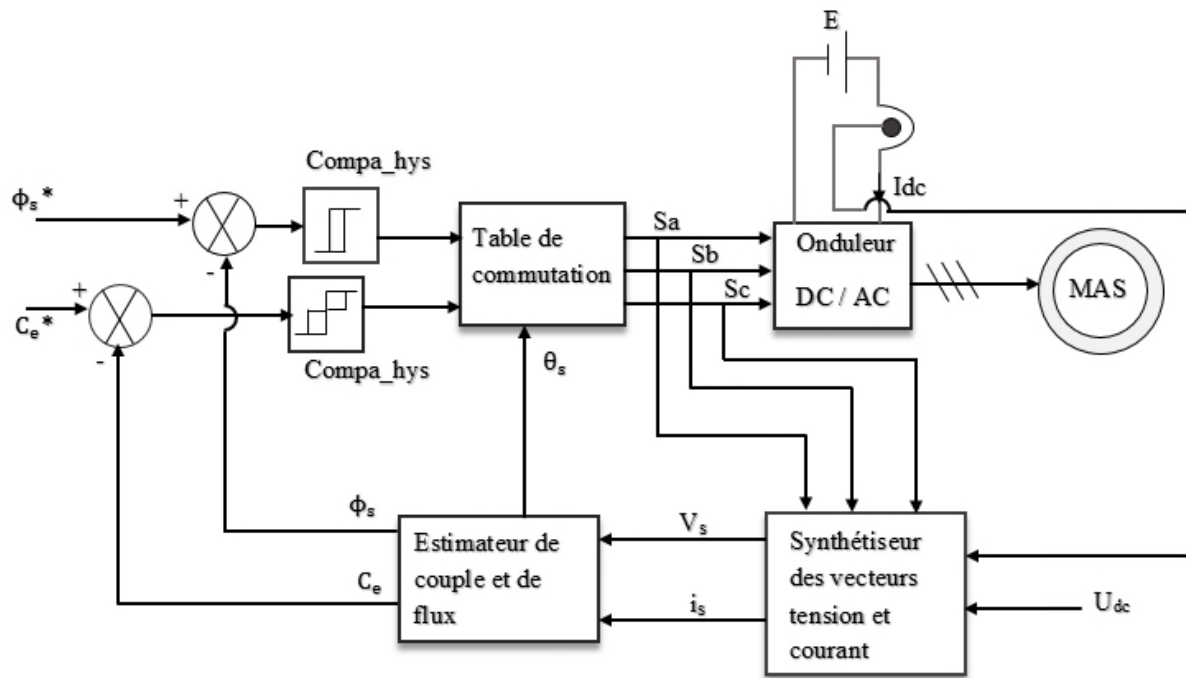 E
Compa_hys
Idc
ϕₛ*
+
-
Table de
commutation
Sa
Sb
Sc
Onduleur
DC / AC
MAS
+
Cₑ*
-
Compa_hys
θₛ
ϕₛ
Cₑ
Estimateur de
couple et de
flux
Vₛ
iₛ
Synthétiseur
des vecteurs
tension et
courant
U_dc